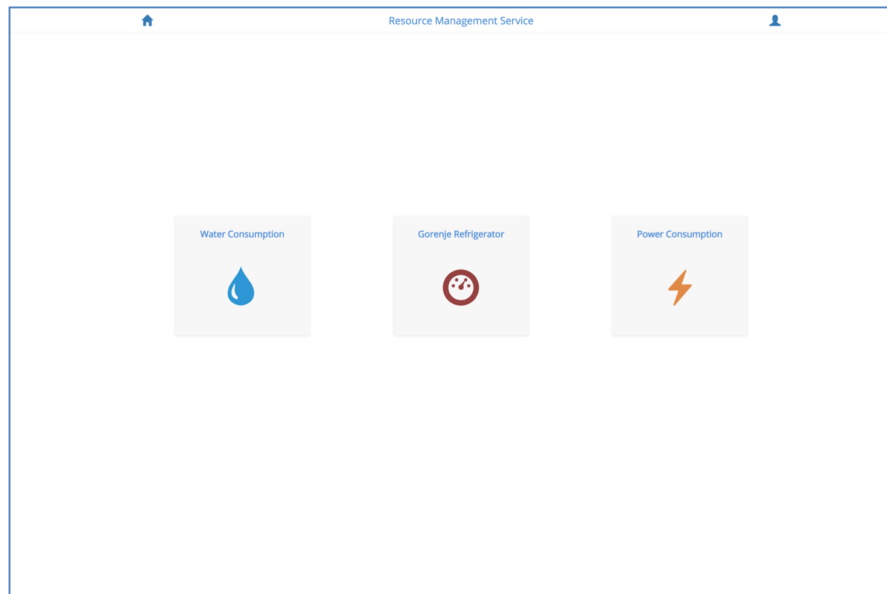 Resource Management Service
Water Consumption
Gorenje Refrigerator
Power Consumption